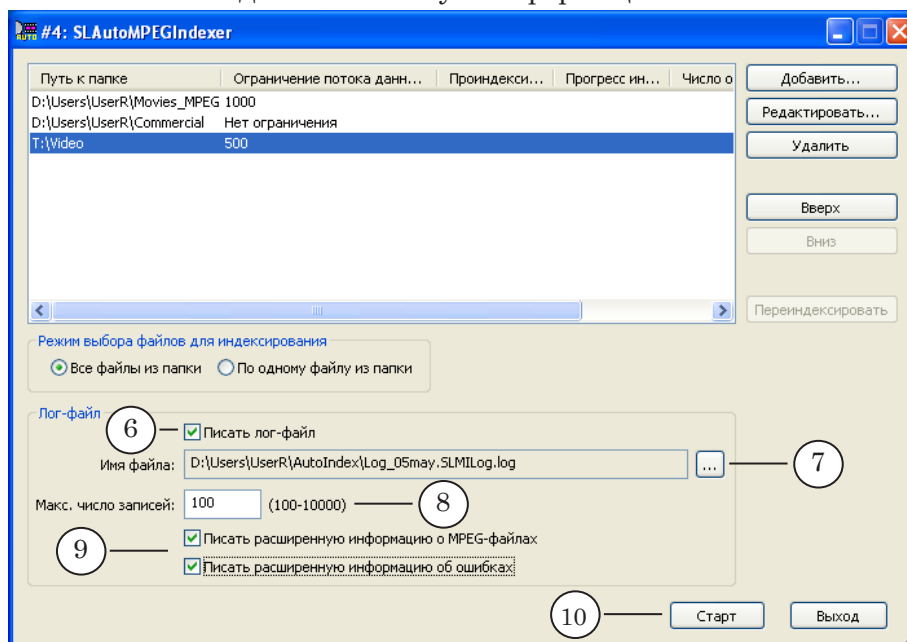 #4: SLAutoMPEGIndexer
Путь к папке Ограничение потока данн... Проиндекси... Прогресс ин... Число о
D:\Users\UserR\Movies_MPEG 1000
D:\Users\UserR\Commercial Нет ограничения
T:\Video 500
Добавить...
Редактировать...
Удалить
Вверх
Вниз
Переиндексировать
Режим выбора файлов для индексирования
Все файлы из папки По одному файлу из папки
Лог-файл
6 Писать лог-файл
Имя файла: D:\Users\UserR\AutoIndex\Log_05may.SLMILog.log ... 7
Макс. число записей: 100 (100-10000) 8
9
Писать расширенную информацию о MPEG-файлах
Писать расширенную информацию об ошибках
10 Старт Выход